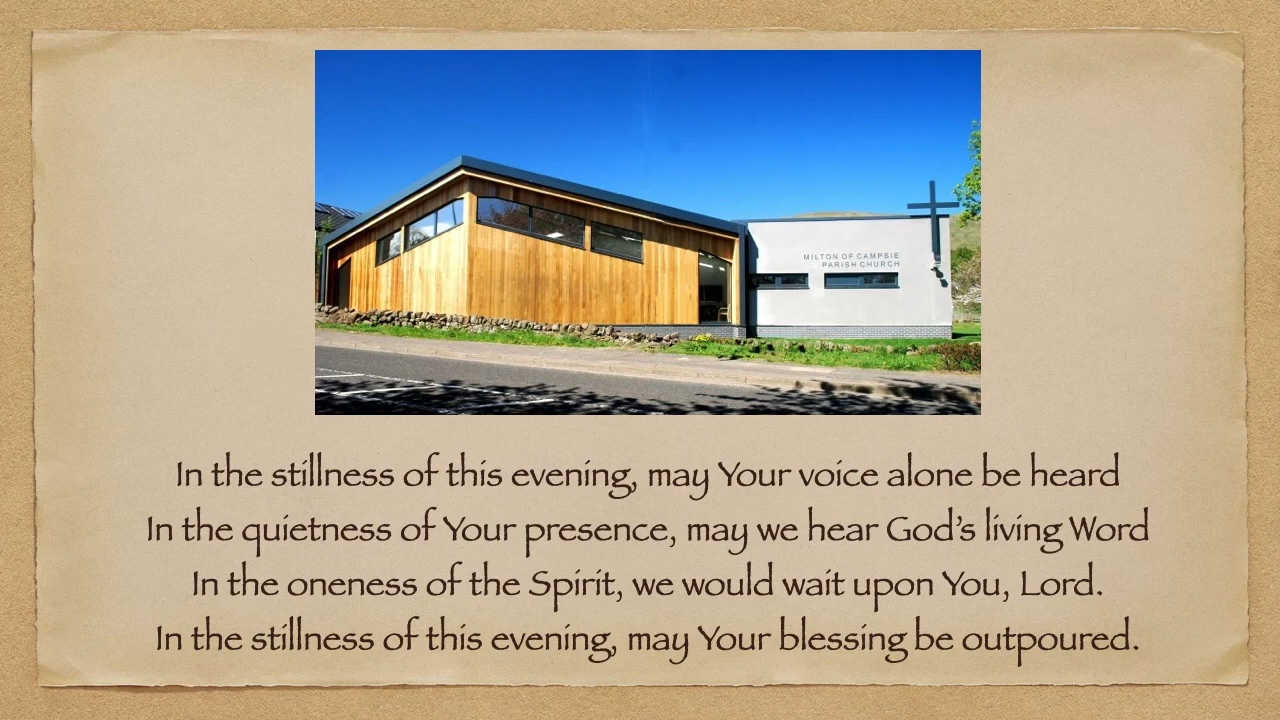 MILTON OF CAMPSIE
PARISH CHURCH
In the stillness of this evening, may Your voice alone be heard
In the quietness of Your presence, may we hear God’s living Word
In the oneness of the Spirit, we would wait upon You, Lord.
In the stillness of this evening, may Your blessing be outpoured.